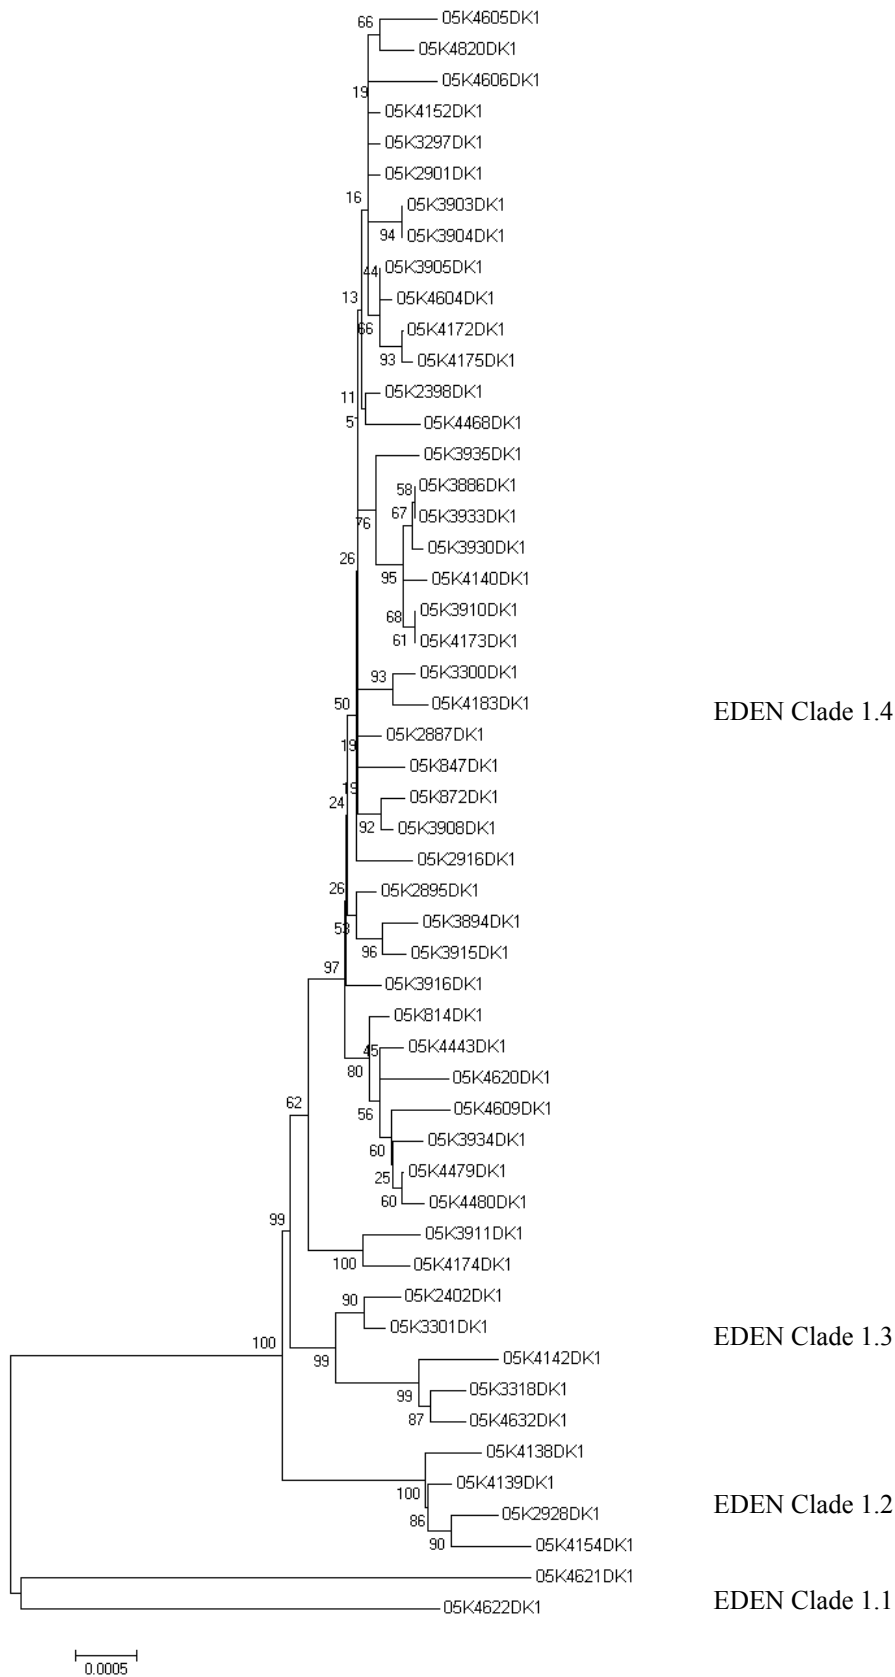 66
05K4605DK1
05K4820DK1
05K4606DK1
19
05K4152DK1
05K3297DK1
05K2901DK1
16
05K3903DK1
94
05K3904DK1
44
05K3905DK1
13
05K4604DK1
66
05K4172DK1
93
05K4175DK1
11
05K2398DK1
5
05K4468DK1
05K3935DK1
58
05K3886DK1
67
76
05K3933DK1
26
05K3930DK1
95
05K4140DK1
68
05K3910DK1
61
05K4173DK1
93
05K3300DK1
50
05K4183DK1
EDEN Clade 1.4
19
05K2887DK1
05K847DK1
19
24
05K872DK1
92
05K3908DK1
05K2916DK1
26
05K2895DK1
53
05K3894DK1
96
05K3915DK1
97
05K3916DK1
05K814DK1
45
05K4443DK1
80
05K4620DK1
62
56
05K4609DK1
60
05K3934DK1
25
05K4479DK1
60
05K4480DK1
99
05K3911DK1
100
05K4174DK1
90
05K2402DK1
05K3301DK1
EDEN Clade 1.3
100
99
05K4142DK1
99
05K3318DK1
87
05K4632DK1
05K4138DK1
100
05K4139DK1
86
05K2928DK1
EDEN Clade 1.2
90
05K4154DK1
05K4621DK1
05K4622DK1
EDEN Clade 1.1
0.0005